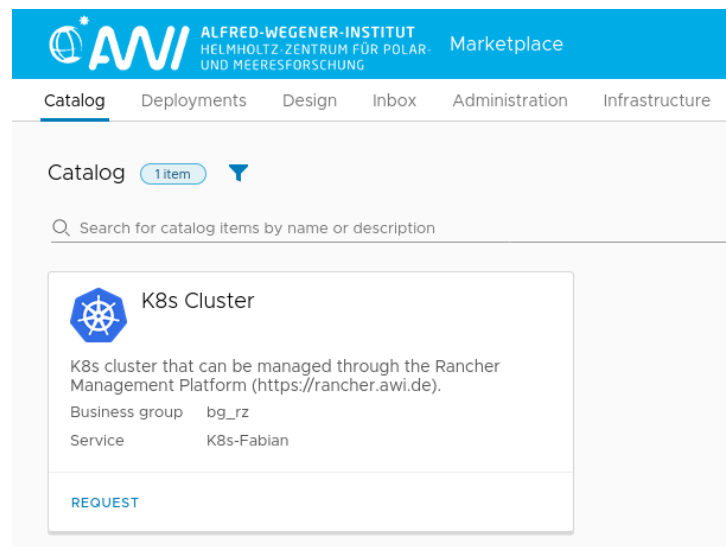 AWI
ALFRED-WEGENER-INSTITUT
HELMHOLTZ-ZENTRUM FÜR POLAR-
UND MEERESFORSCHUNG
Marketplace
Catalog Deployments Design Inbox Administration Infrastructure
Catalog 1 item
Search for catalog items by name or description
K8s Cluster
K8s cluster that can be managed through the Rancher
Management Platform (https://rancher.awi.de).
Business group bg_rz
Service K8s-Fabian
REQUEST